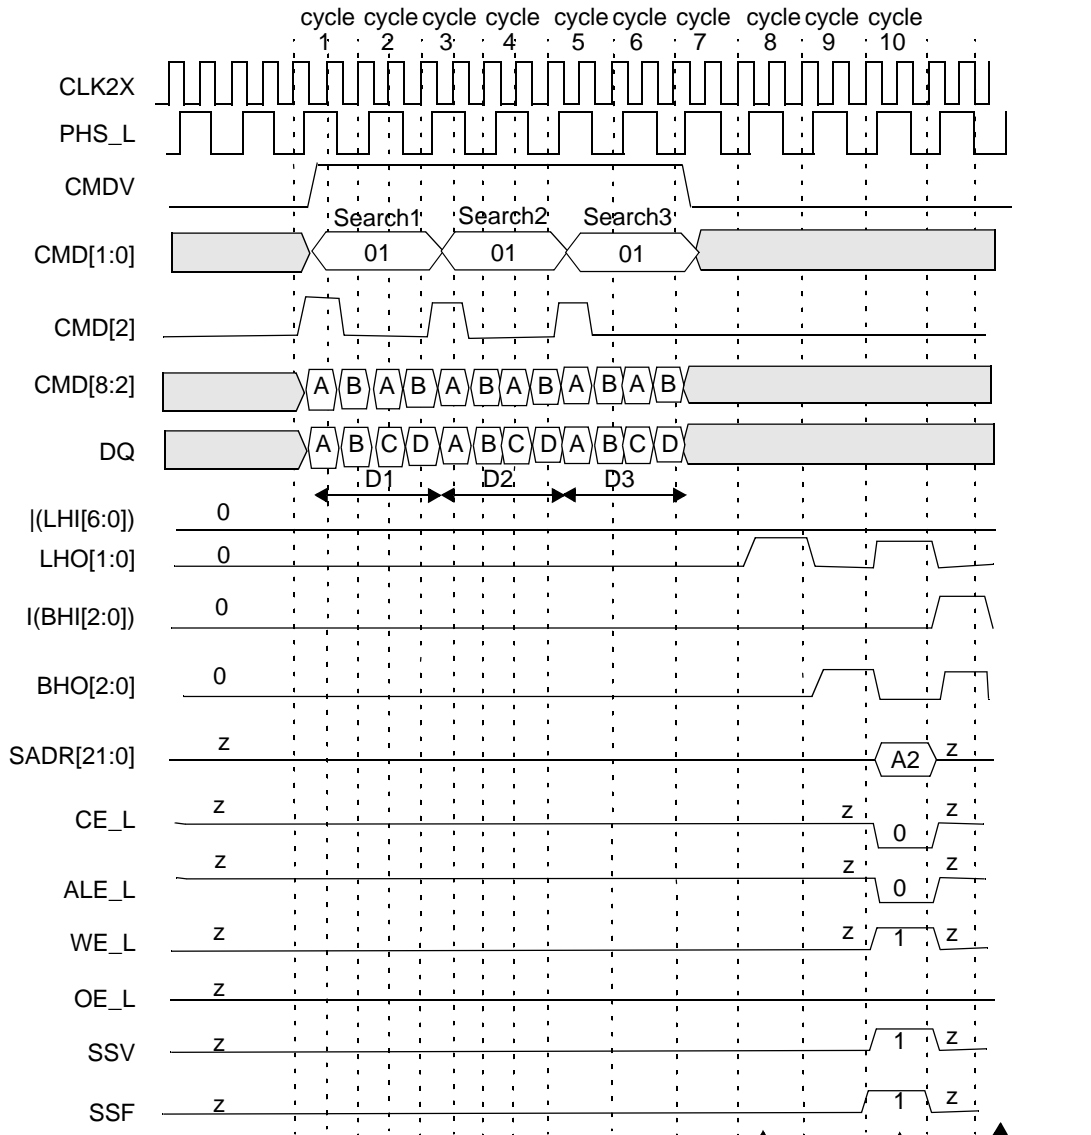 cycle cycle cycle cycle cycle cycle cycle cycle cycle cycle
1 2 3 4 5 6 7 8 9 10
CLK2X
PHS_L
CMDV
Search1 Search2 Search3
CMD[1:0] 01 01 01
CMD[2]
CMD[8:2] A B A B A B A B A B A B
DQ A B C D A B C D A B C D
D1 D2 D3
|(LHI[6:0]) 0
LHO[1:0] 0
I(BHI[2:0]) 0
BHO[2:0] 0
SADR[21:0] z A2 z
CE_L z z 0 z
ALE_L z z 0 z
WE_L z z 1 z
OE_L z
SSV z 1 z
SSF z 1 z